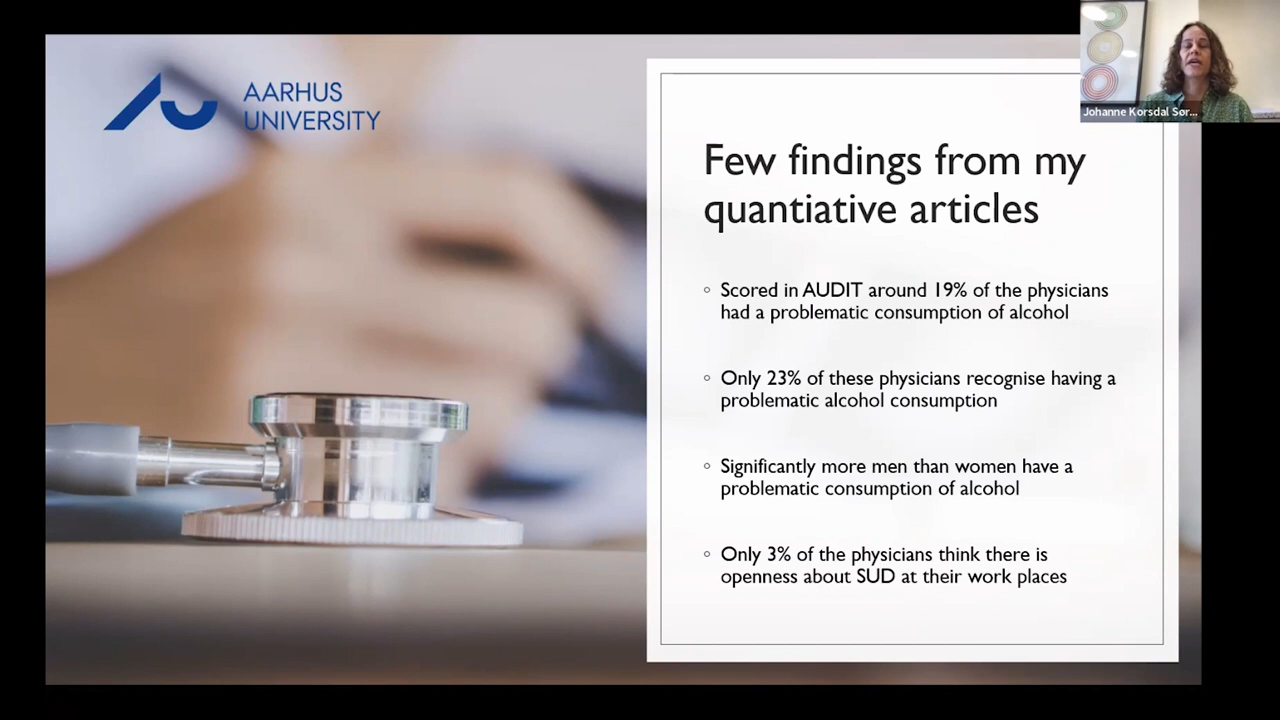 AARHUS
UNIVERSITY
Johanne Korsdal Sør...
Few findings from my
quantiative articles
◦ Scored in AUDIT around 19% of the physicians
had a problematic consumption of alcohol
◦ Only 23% of these physicians recognise having a
problematic alcohol consumption
◦ Significantly more men than women have a
problematic consumption of alcohol
◦ Only 3% of the physicians think there is
openness about SUD at their work places